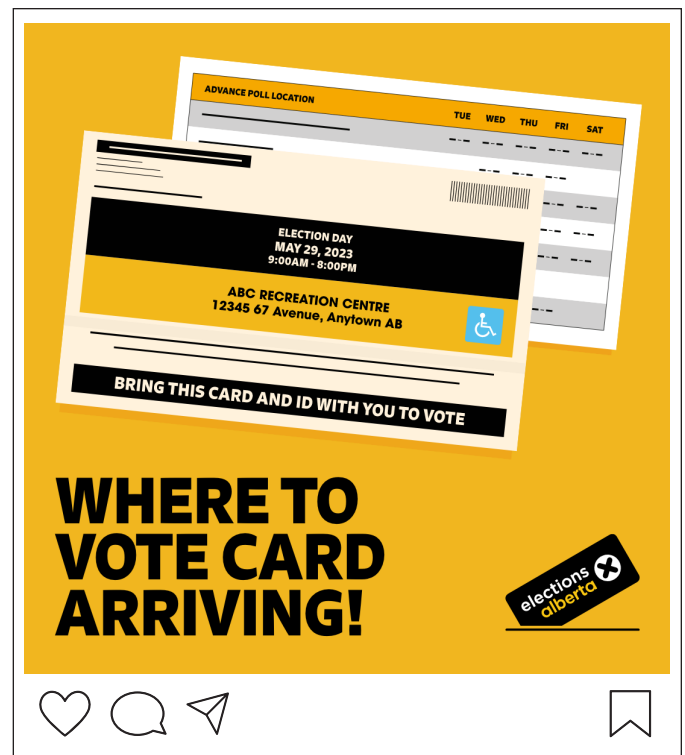 ADVANCE POLL LOCATION TUE WED THU FRI SAT
ELECTION DAY
MAY 29, 2023
9:00AM - 8:00PM
ABC RECREATION CENTRE
12345 67 Avenue, Anytown AB
BRING THIS CARD AND ID WITH YOU TO VOTE
WHERE TO
VOTE CARD
ARRIVING!
elections
alberta